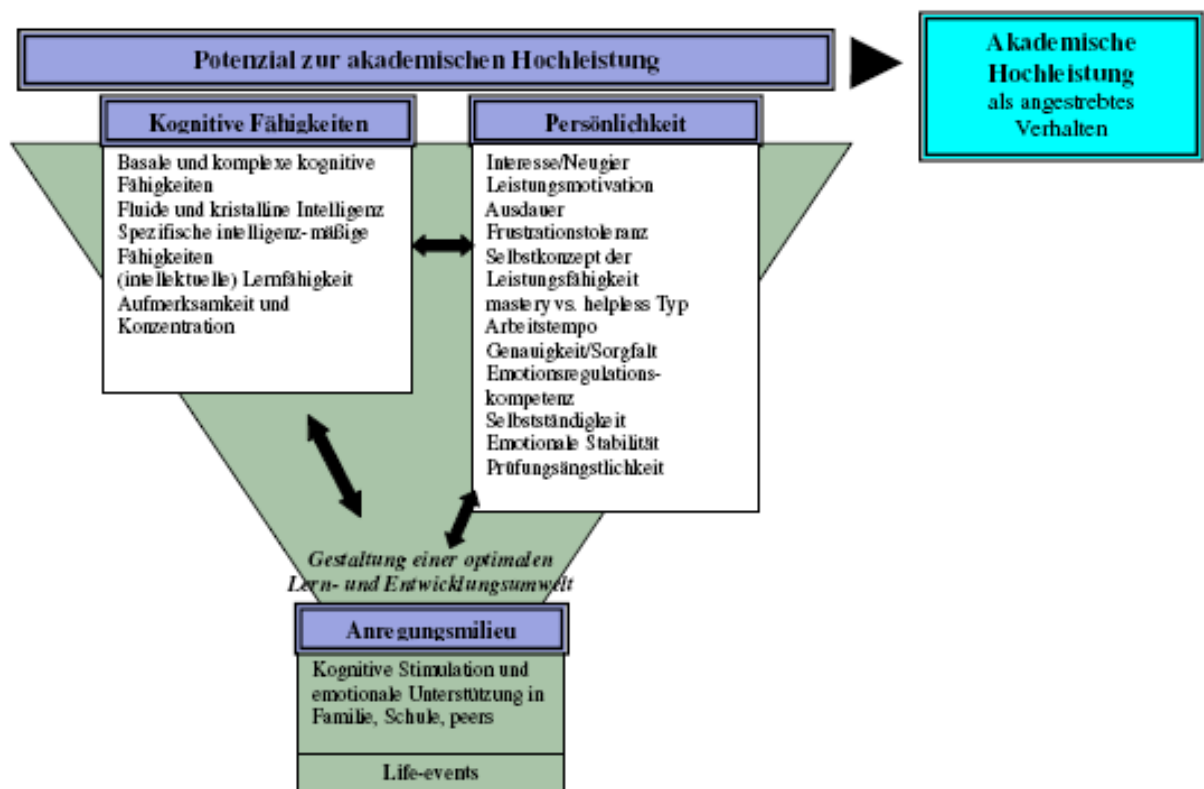 Potenzial zur akademischen Hochleistung
Akademische
Hochleistung
als angestrebtes
Verhalten
Kognitive Fähigkeiten
Basale und komplexe kognitive
Fähigkeiten
Fluide und kristalline Intelligenz
Spezifische intelligenz-mäßige
Fähigkeiten
(intellektuelle) Lernfähigkeit
Aufmerksamkeit und
Konzentration
Persönlichkeit
Interesse/Neugier
Leistungsmotivation
Ausdauer
Frustrationstoleranz
Selbstkonzept der
Leistungsfähigkeit
mastery vs. helpless Typ
Arbeitstempo
Genauigkeit/Sorgfalt
Emotionsregulations-
kompetenz
Selbstständigkeit
Emotionale Stabilität
Prüfungsängstlichkeit
Gestaltung einer optimalen
Lern- und Entwicklungsumwelt
Anregungsmilieu
Kognitive Stimulation und
emotionale Unterstützung in
Familie, Schule, peers
Life-events